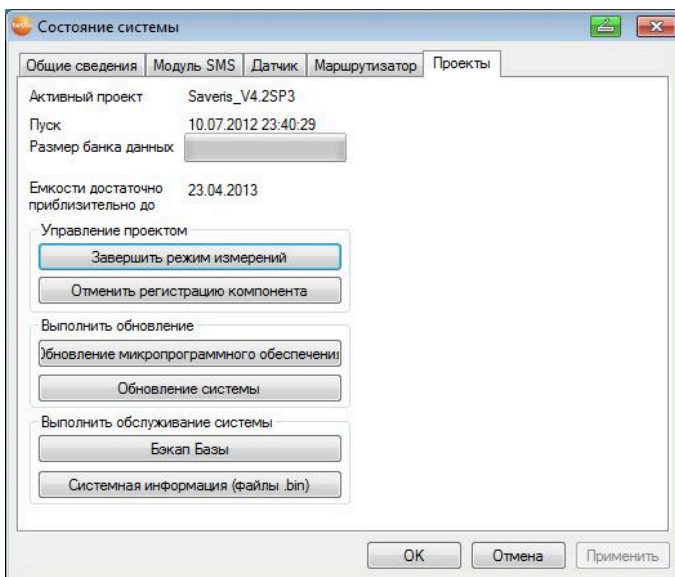 Состояние системы
Общие сведения Модуль SMS Датчик Маршрутизатор Проекты
Активный проект Saveris_V4.2SP3
Пуск 10.07.2012 23:40:29
Размер банка данных
Емкости достаточно 23.04.2013
приблизительно до
Управление проектом
Завершить режим измерений
Отменить регистрацию компонента
Выполнить обновление
Обновление микропрограммного обеспечения
Обновление системы
Выполнить обслуживание системы
Бэкап Базы
Системная информация (файлы .bin)
OK Отмена Применить